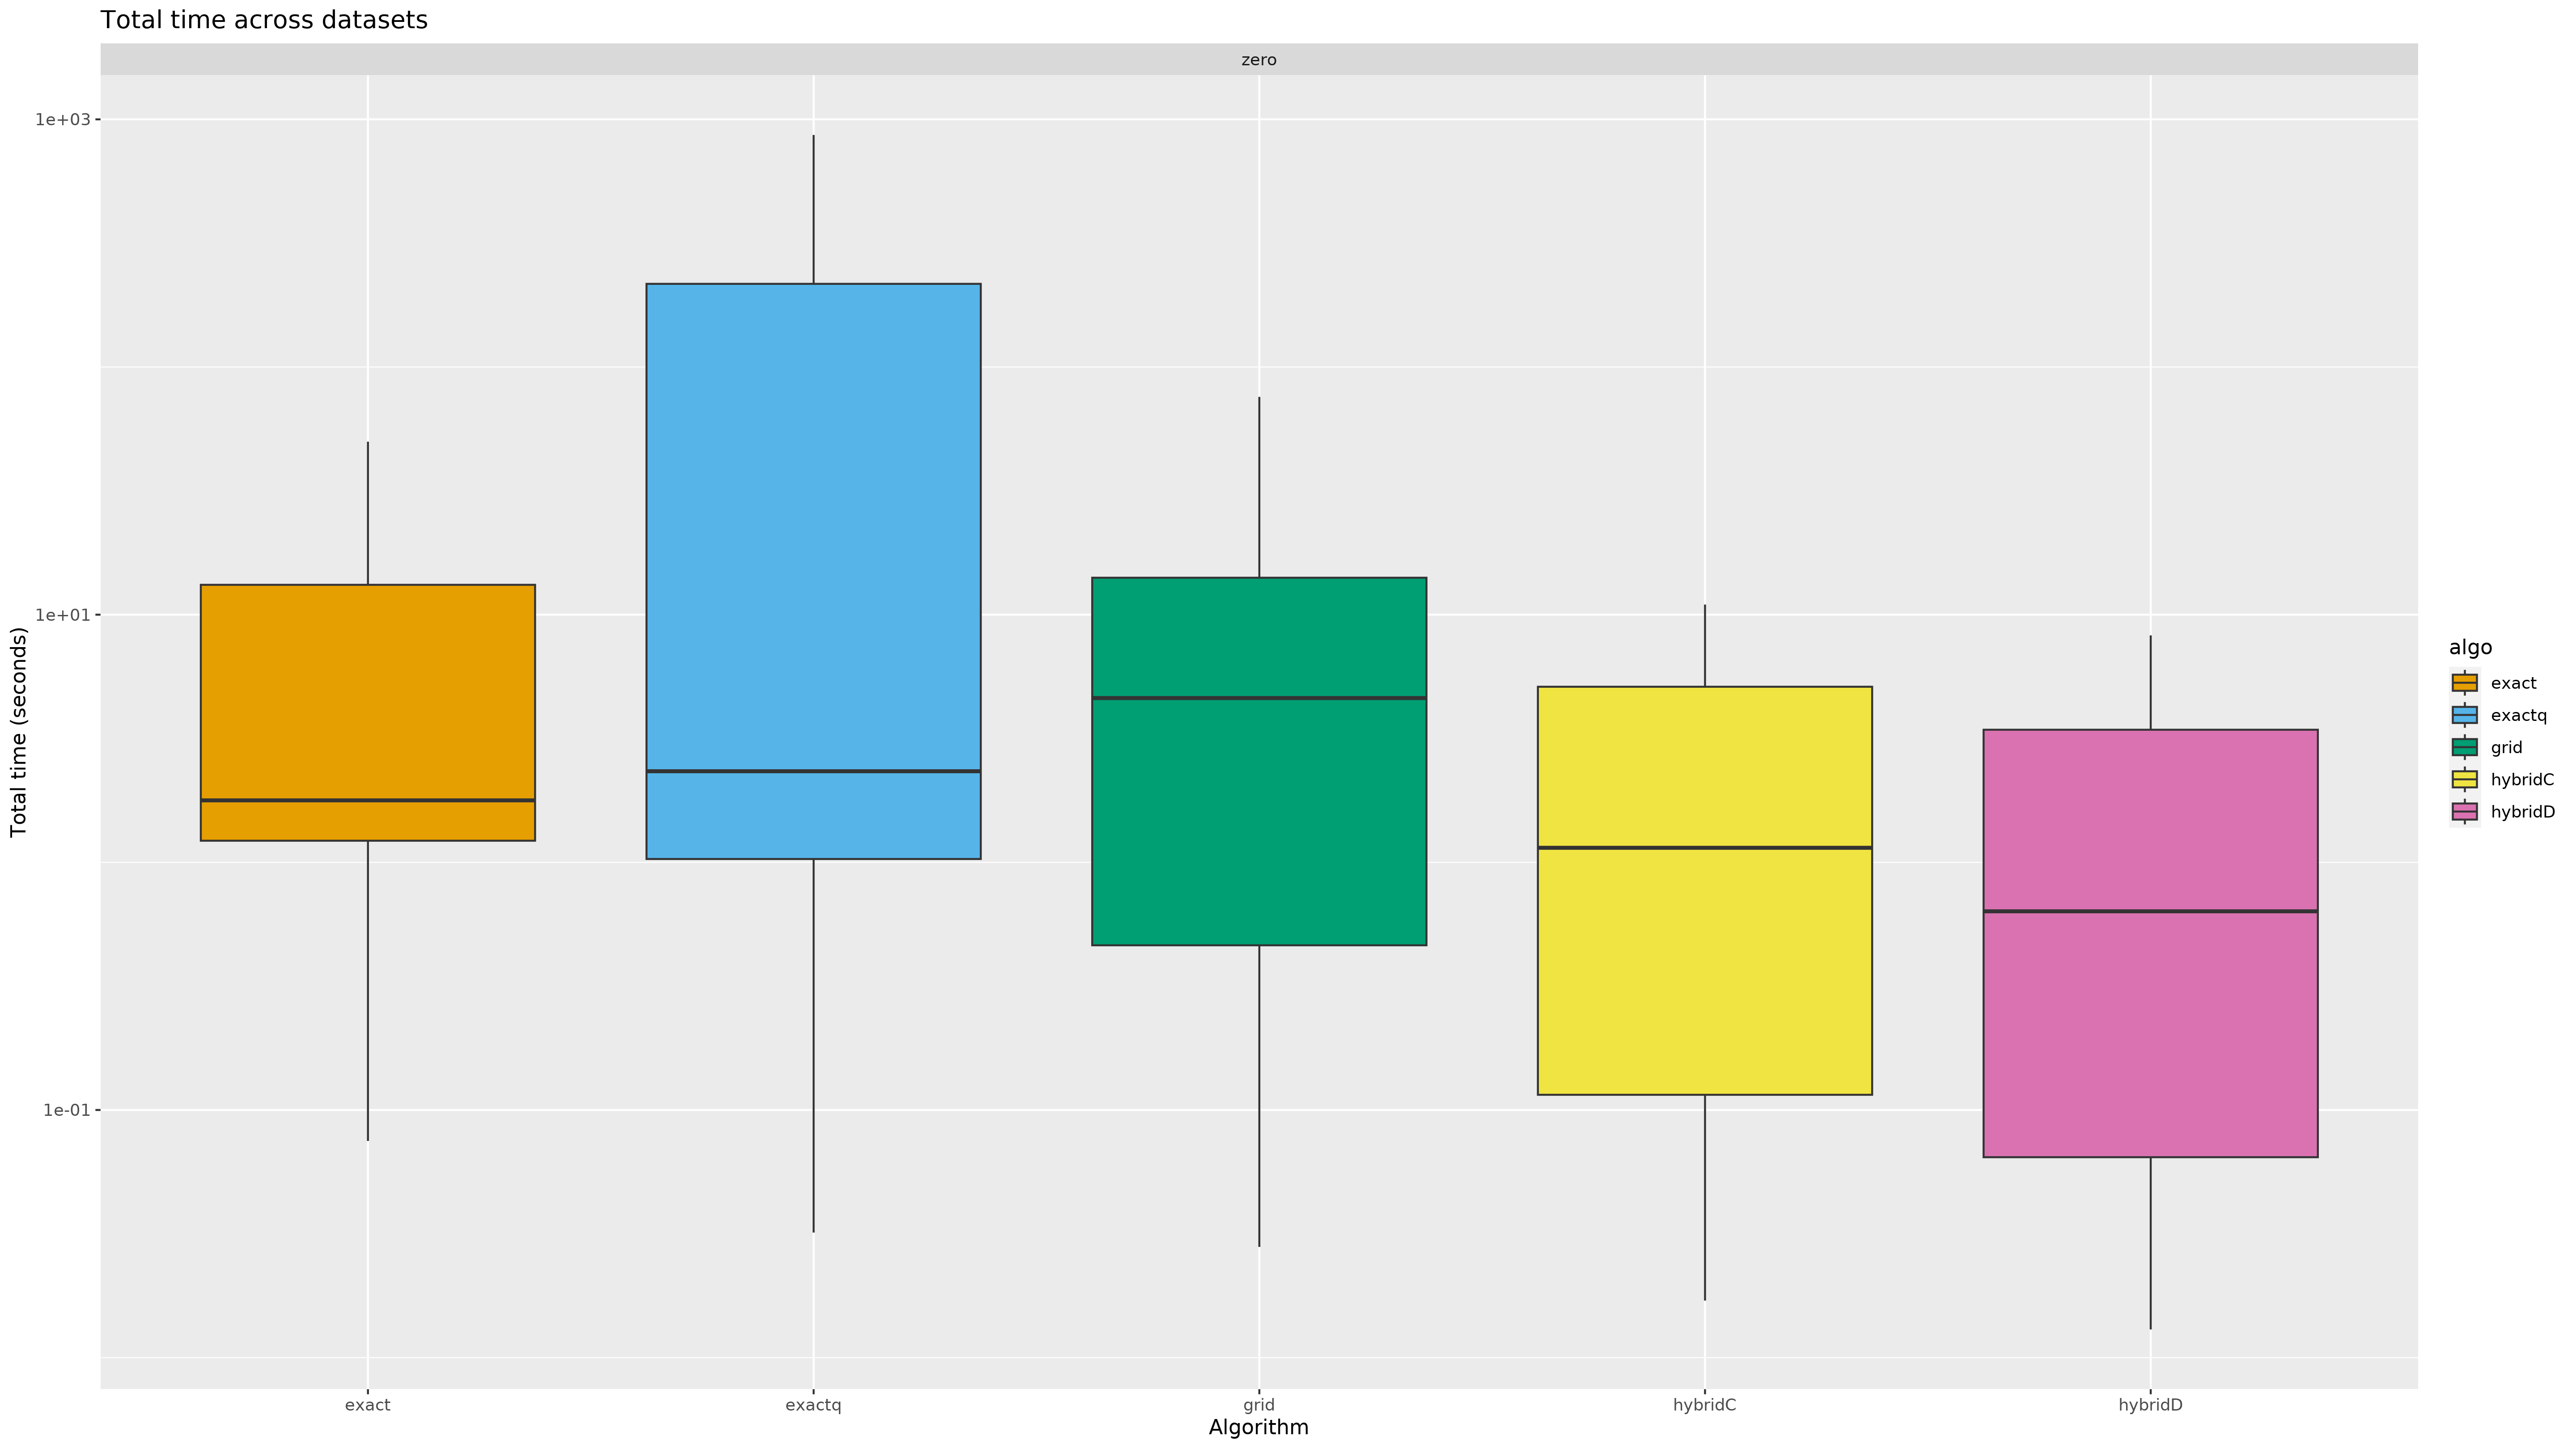 Total time across datasets
zero
Total time (seconds)
1e+03
1e+01
1e-01
exact
exactq
grid
hybridC
hybridD
Algorithm
algo
exact
exactq
grid
hybridC
hybridD